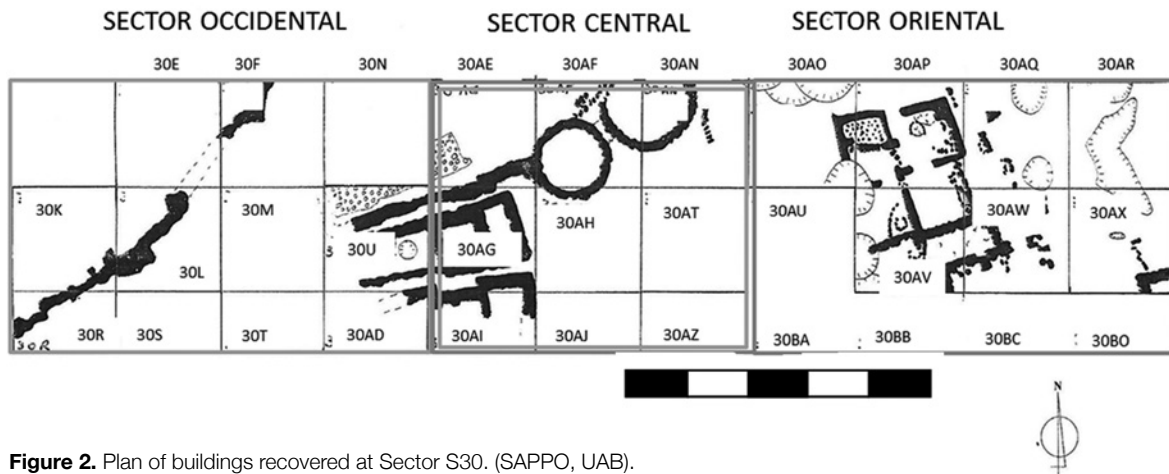 SECTOR OCCIDENTAL SECTOR CENTRAL SECTOR ORIENTAL
30E 30F 30N 30AE 30AF 30AN 30AO 30AP 30AQ 30AR
30K 30M 30AH 30AT 30AU 30AW 30AX
30U 30AG
30L 30AV
30R 30S 30T 30AD 30AI 30AJ 30AZ 30BA 30BB 30BC 30BO
N
Figure 2. Plan of buildings recovered at Sector S30. (SAPPO, UAB).